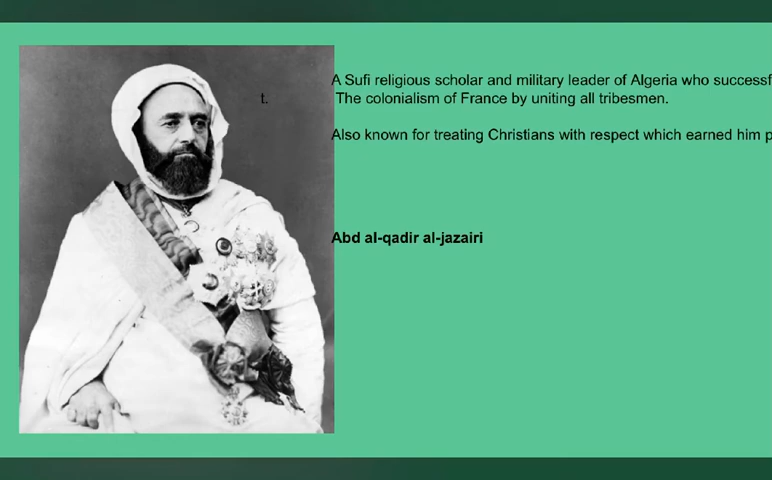 A Sufi religious scholar and military leader of Algeria who successf
t.
The colonialism of France by uniting all tribesmen.
Also known for treating Christians with respect which earned him p
Abd al-qadir al-jazairi